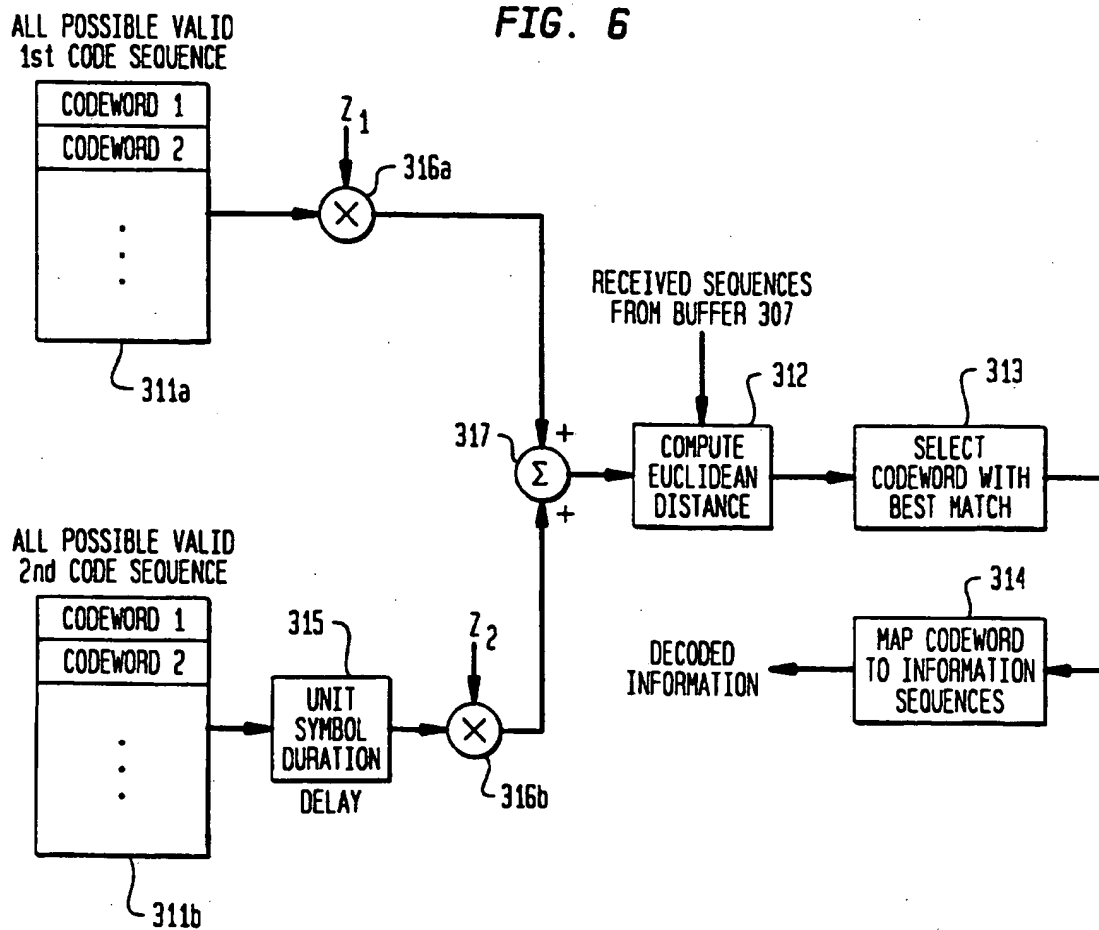 FIG. 6
ALL POSSIBLE VALID
1st CODE SEQUENCE
CODEWORD 1
CODEWORD 2
311a
Z1
×
316a
RECEIVED SEQUENCES
FROM BUFFER 307
317
+
Σ
+
312
COMPUTE
EUCLIDEAN
DISTANCE
313
SELECT
CODEWORD WITH
BEST MATCH
ALL POSSIBLE VALID
2nd CODE SEQUENCE
CODEWORD 1
CODEWORD 2
311b
315
UNIT
SYMBOL
DURATION
DELAY
Z2
×
316b
314
MAP CODEWORD
TO INFORMATION
SEQUENCES
DECODED
INFORMATION